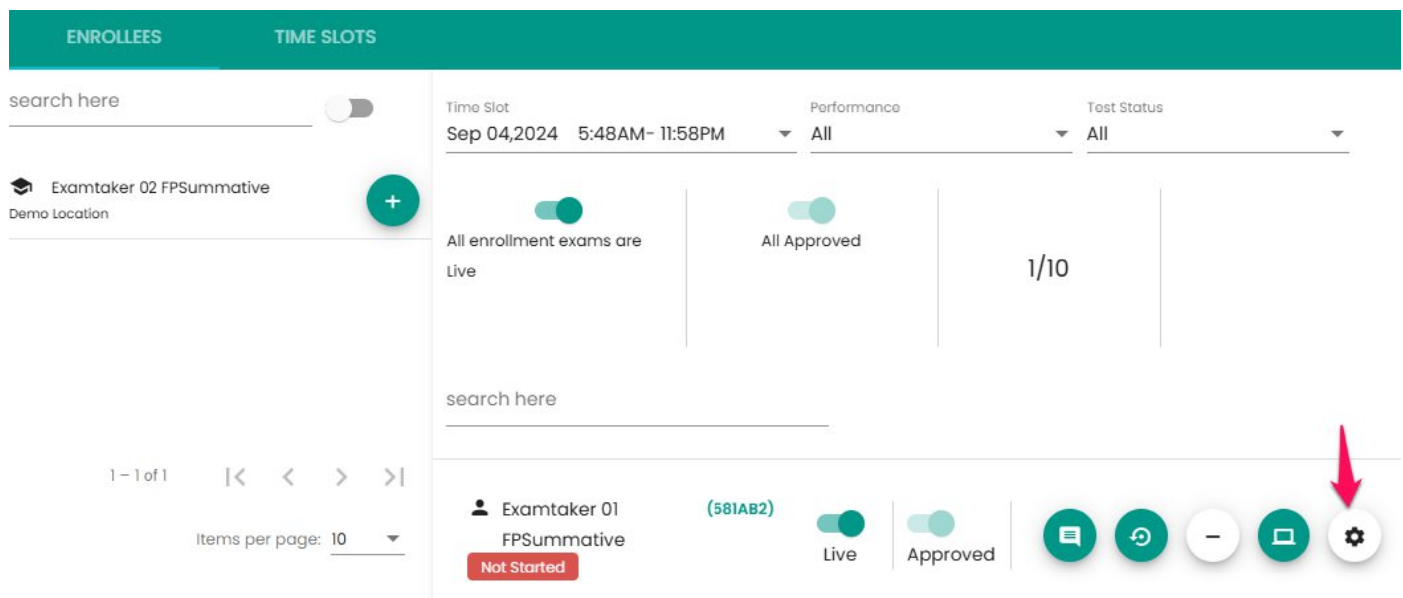 ENROLLEES
TIME SLOTS
search here
Examtaker 02 FPSummative
Demo Location
+
1 – 1 of 1
Items per page: 10
Time Slot
Sep 04,2024 5:48AM- 11:58PM
Performance
All
Test Status
All
All enrollment exams are
Live
All Approved
1/10
search here
Examtaker 01
FPSummative
(581AB2)
Not Started
Live
Approved